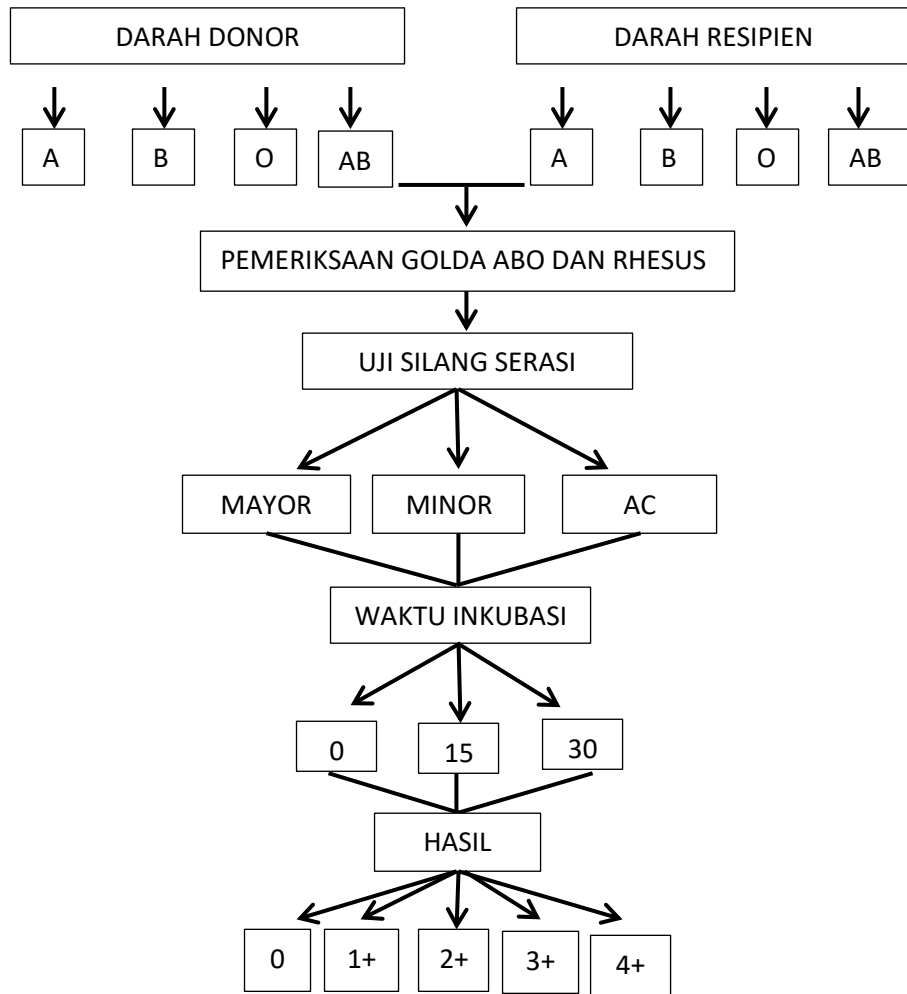 DARAH DONOR
DARAH RESIPIEN
A
B
O
AB
A
B
O
AB
PEMERIKSAAN GOLDA ABO DAN RHESUS
UJI SILANG SERASI
MAYOR
MINOR
AC
WAKTU INKUBASI
0
15
30
HASIL
0
1+
2+
3+
4+